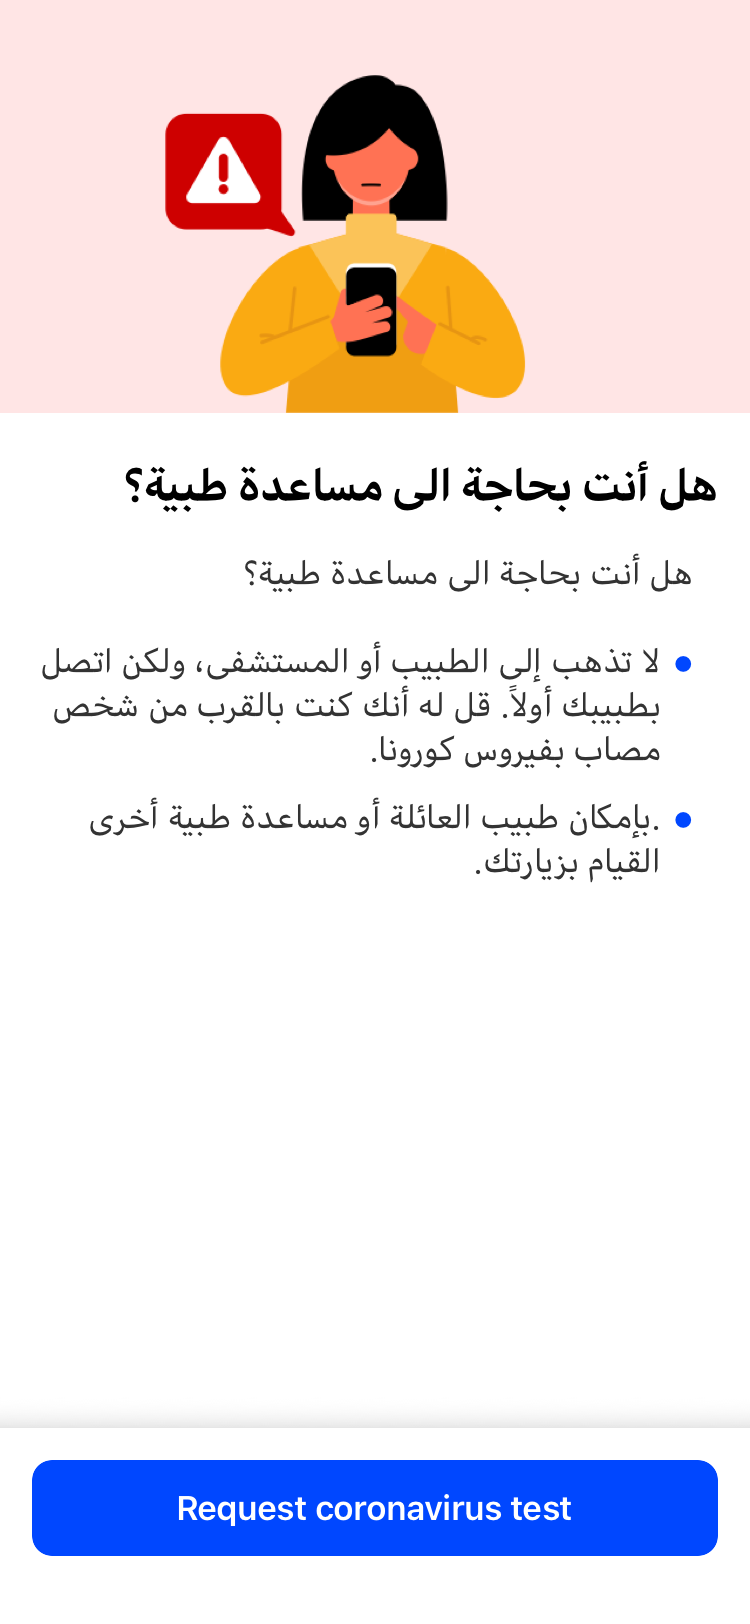 هل أنت بحاجة الى مساعدة طبية؟
هل أنت بحاجة الى مساعدة طبية؟
لا تذهب إلى الطبيب أو المستشفى، ولكن اتصل
بطبيبك أولاً. قل له أنك كنت بالقرب من شخص
مصاب بفيروس كورونا.
.بإمكان طبيب العائلة أو مساعدة طبية أخرى
القيام بزيارتك.
Request coronavirus test